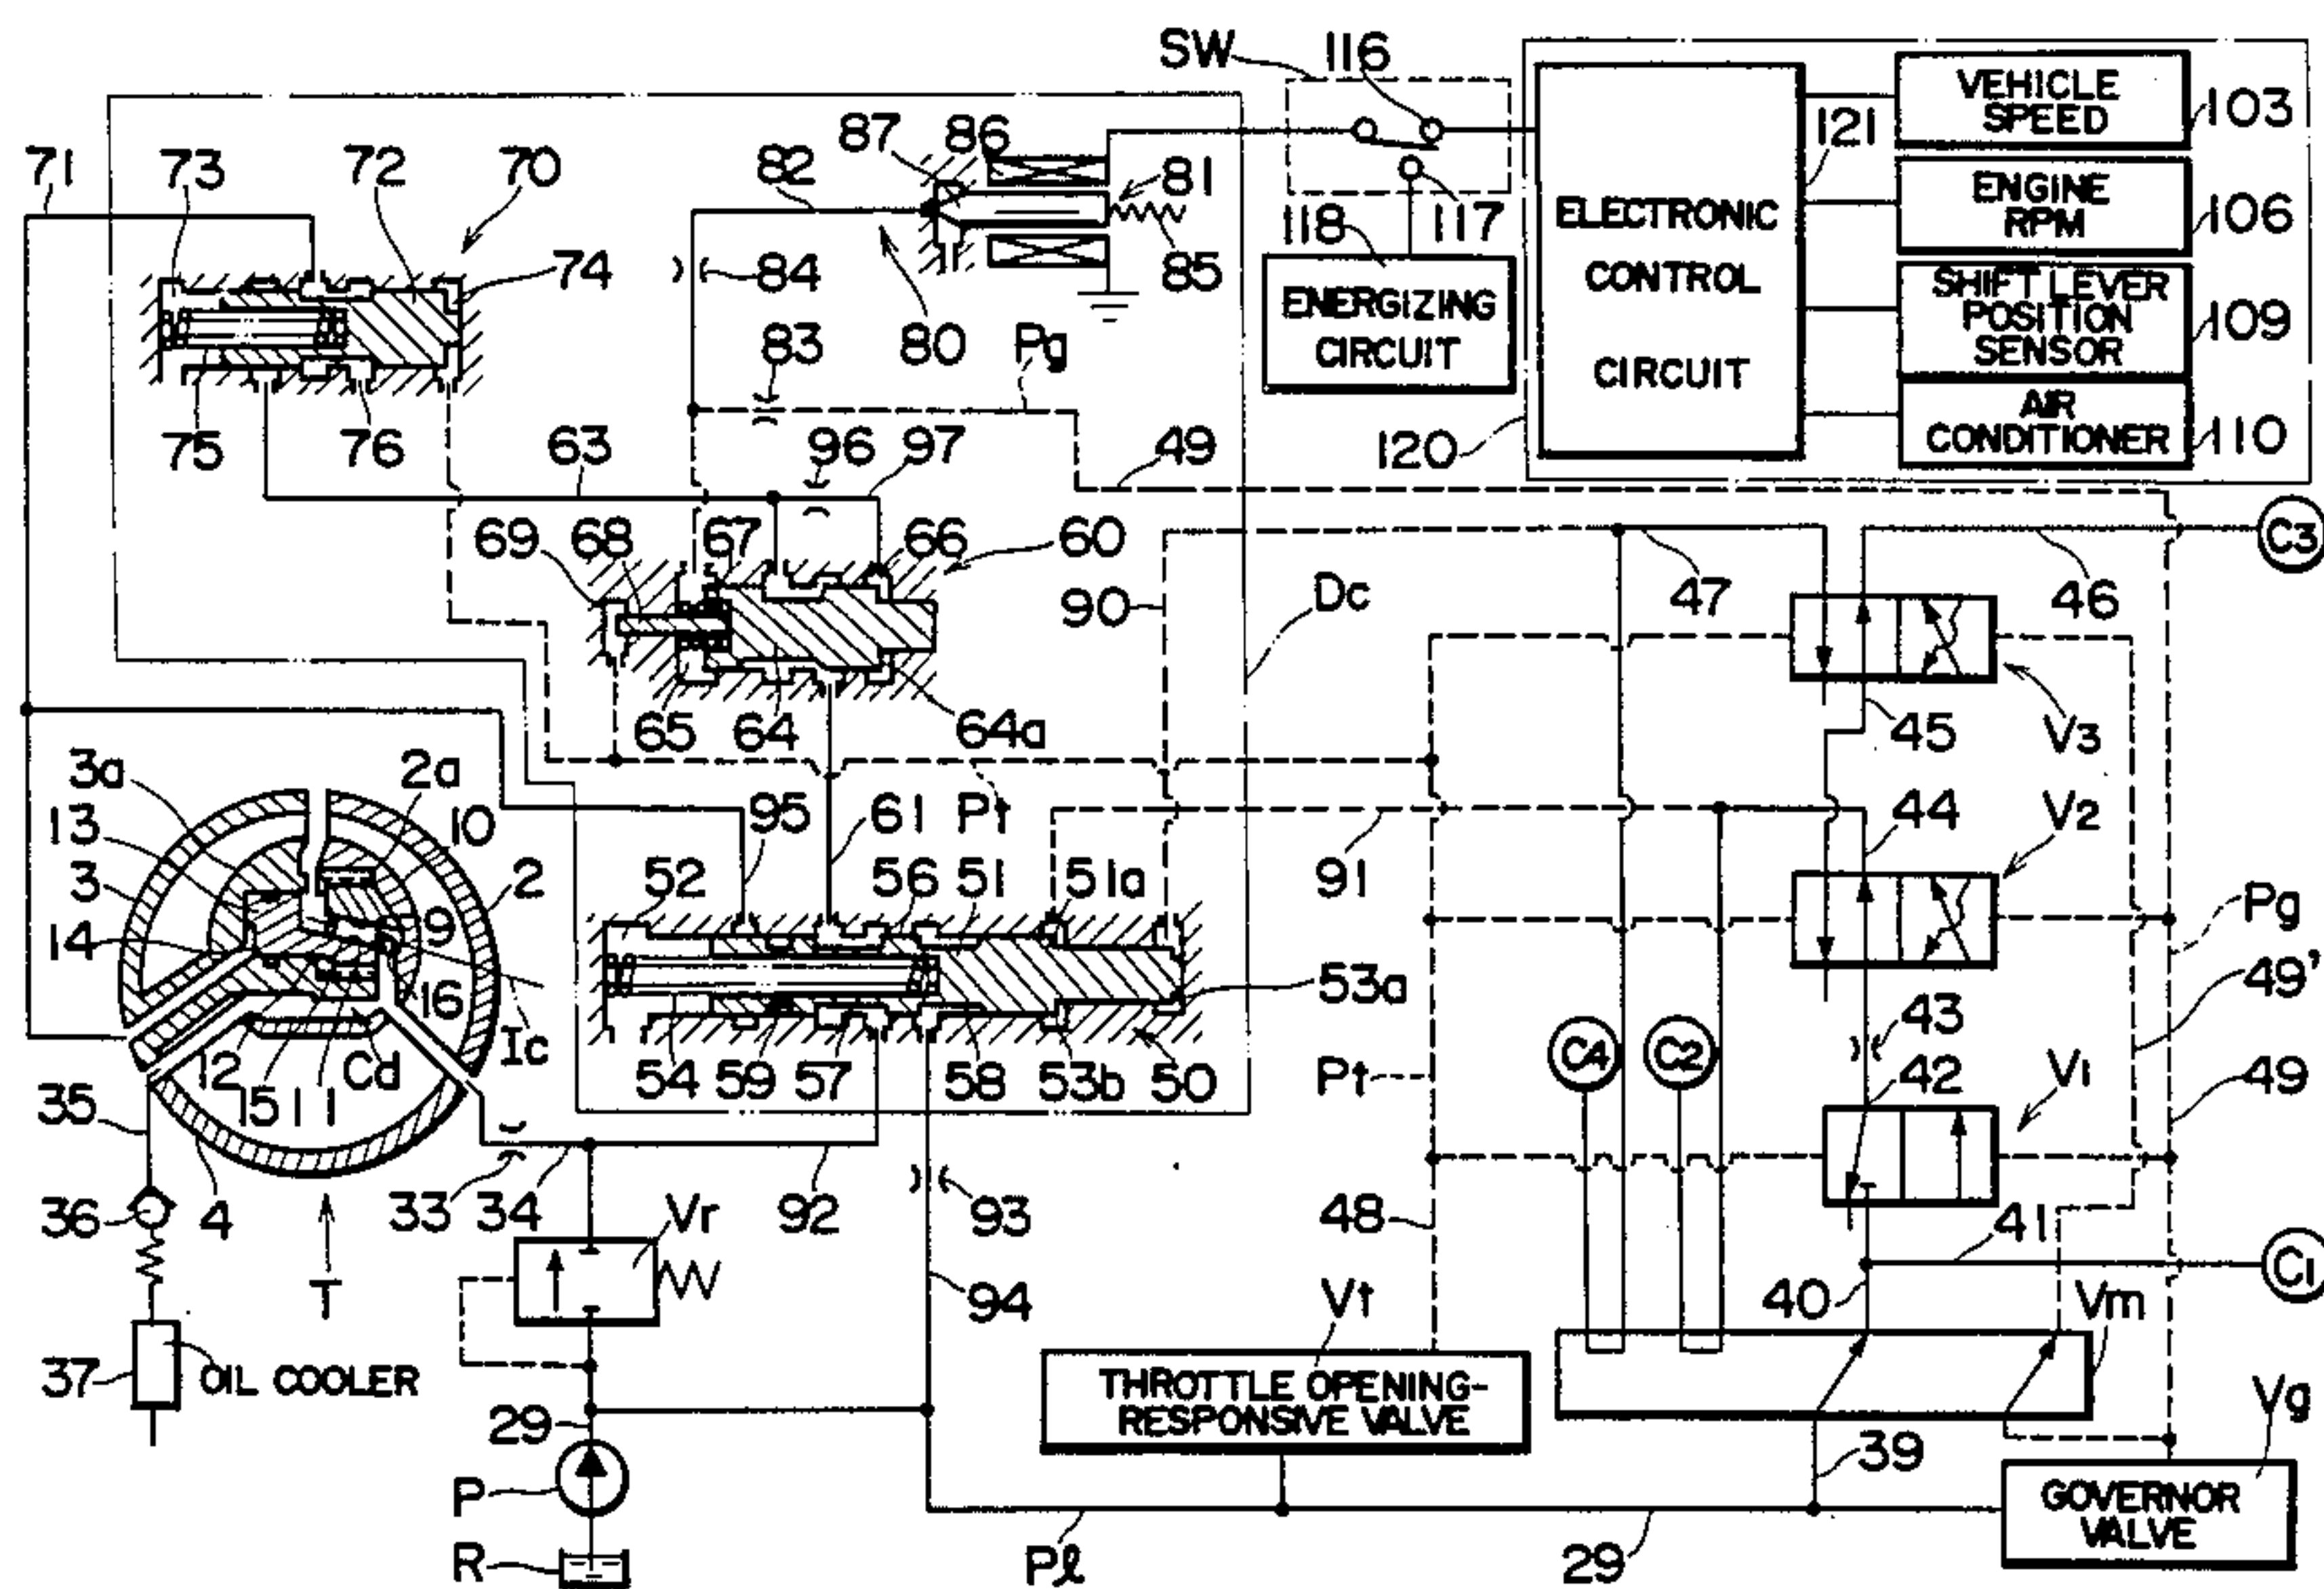 SW 116
VEHICLE
SPEED
103
121
87 86
71 73 72 70 82 81
ENGINE
RPM
106
ELECTRONIC
CONTROL
CIRCUIT
118 117
84 74 85
ENERGIZING
CIRCUIT
SHIFT LEVER
POSITION
SENSOR
109
83 80 Pg
AIR
CONDITIONER
110
75 76 63 96 97 49 120
69 68 67 66 60 C3
90 Dc 47 46
65 64 64a 45 V3
3a 2a
13 10 95 61 Pt 44 V2
3 2 52 56 51 51a 91
14 9 Pg
16 53a 49'
Ic 43
12 15 11 Cd 54 59 57 58 53b 50 C4 C2 42 V1
35 Pt 49
36 4 33 34 92 93 48 41
Vr
T 94 Vt 40 Vm C1
37 OIL COOLER
THROTTLE OPENING-
RESPONSIVE VALVE
Vg
29 39
P
GOVERNOR
VALVE
R Pℓ 29